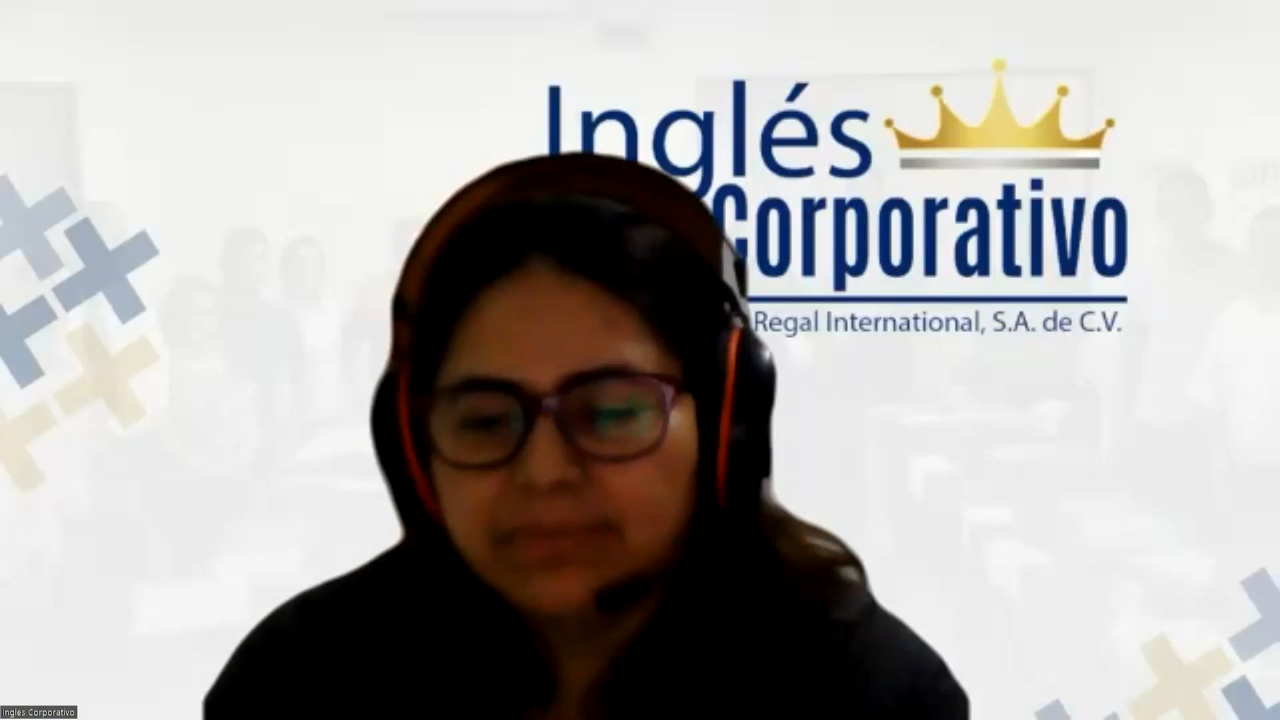 Inglés
Corporativo
Regal International, S.A. de C.V.
Ingles Corporativo